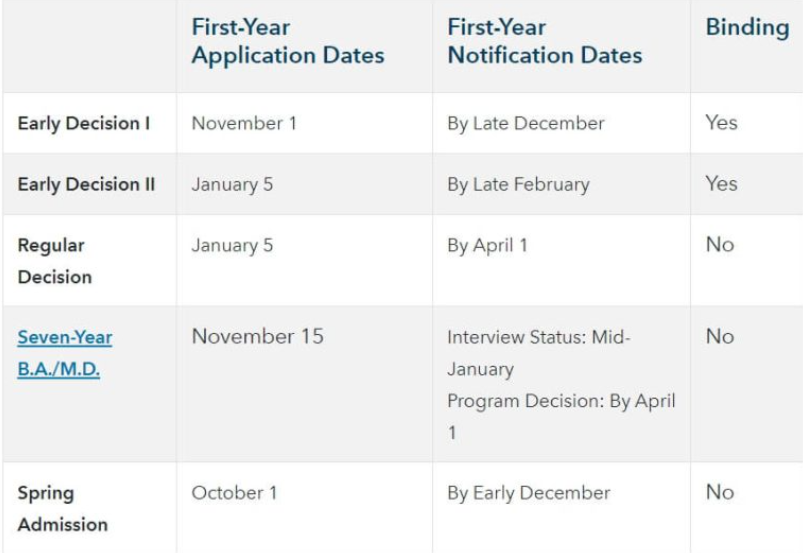 First-Year First-Year Binding
Application Dates Notification Dates
Early Decision I November 1 By Late December Yes
Early Decision II January 5 By Late February Yes
Regular January 5 By April 1 No
Decision
Seven-Year November 15 Interview Status: Mid- No
B.A./M.D. January
Program Decision: By April
1
Spring October 1 By Early December No
Admission